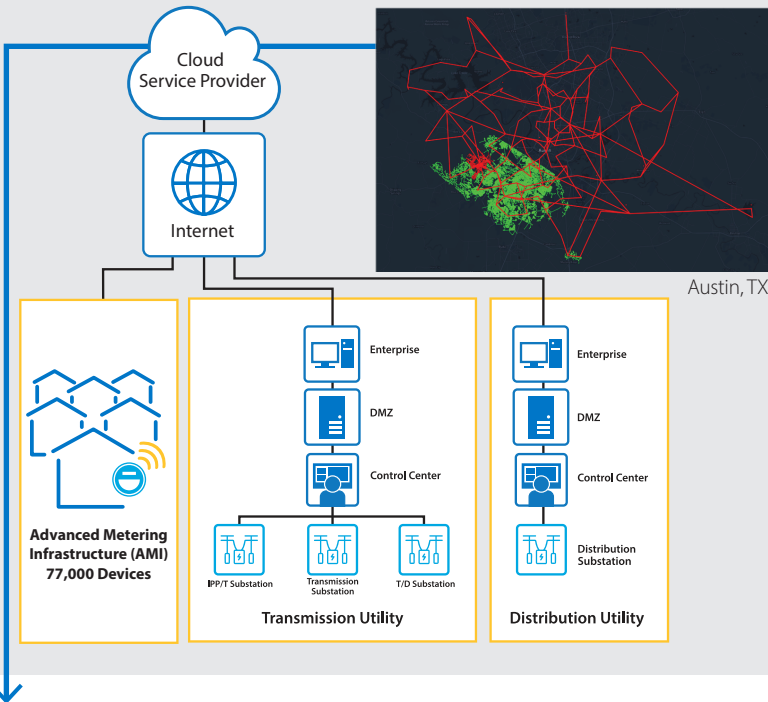 Cloud
Service Provider
Internet
Austin, TX
Enterprise
DMZ
Control Center
IPP/T Substation
Transmission
Substation
T/D Substation
Transmission Utility
Enterprise
DMZ
Control Center
Distribution
Substation
Distribution Utility
Advanced Metering
Infrastructure (AMI)
77,000 Devices